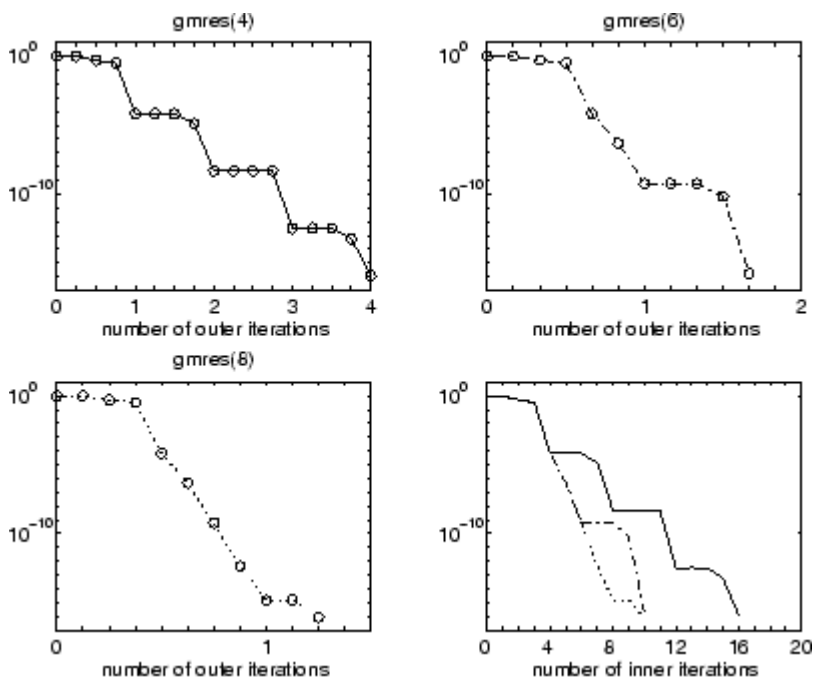 gmres(4)
10^0
10^-10
0 1 2 3 4
number of outer iterations
gmres(6)
10^0
10^-10
0 1 2
number of outer iterations
gmres(8)
10^0
10^-10
0 1
number of outer iterations
10^0
10^-10
0 4 8 12 16 20
number of inner iterations